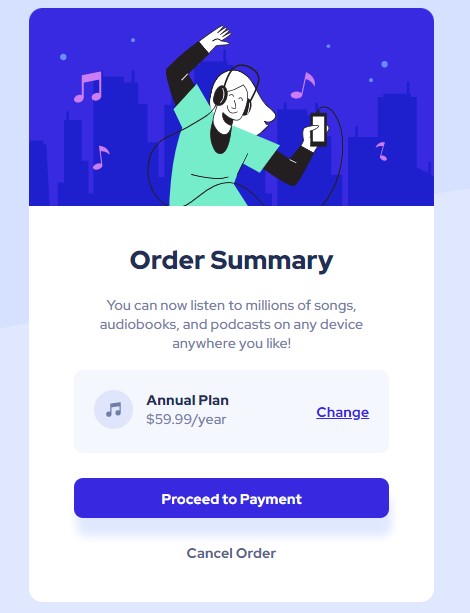 Order Summary
You can now listen to millions of songs,
audiobooks, and podcasts on any device
anywhere you like!
Annual Plan
$59.99/year
Change
Proceed to Payment
Cancel Order